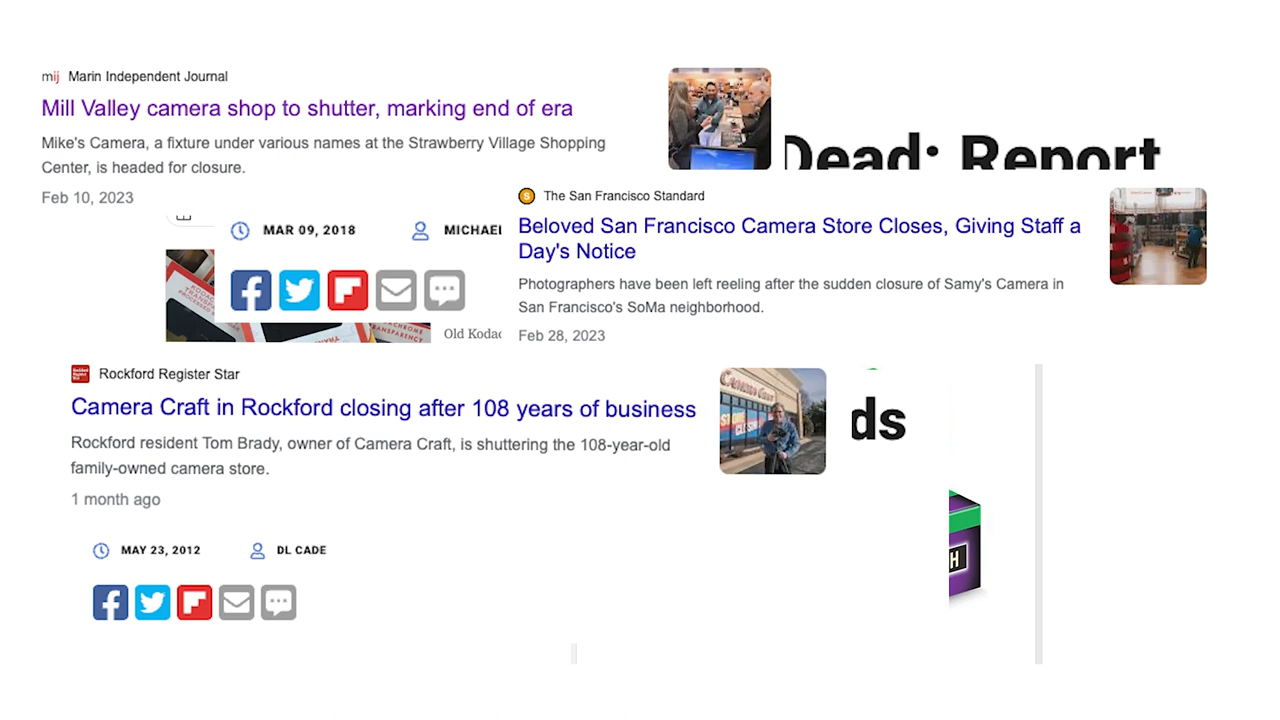 mij Marin Independent Journal
Mill Valley camera shop to shutter, marking end of era
Mike's Camera, a fixture under various names at the Strawberry Village Shopping
Center, is headed for closure.
Feb 10, 2023
Dead: Report
The San Francisco Standard
Beloved San Francisco Camera Store Closes, Giving Staff a
Day's Notice
Photographers have been left reeling after the sudden closure of Samy's Camera in
San Francisco's SoMa neighborhood.
Feb 28, 2023
MAR 09, 2018
MICHAEL
TRANSPARENCY
Old Kodac
Rockford Register Star
Camera Craft in Rockford closing after 108 years of business
Rockford resident Tom Brady, owner of Camera Craft, is shuttering the 108-year-old
family-owned camera store.
1 month ago
ds
H
MAY 23, 2012
DL CADE